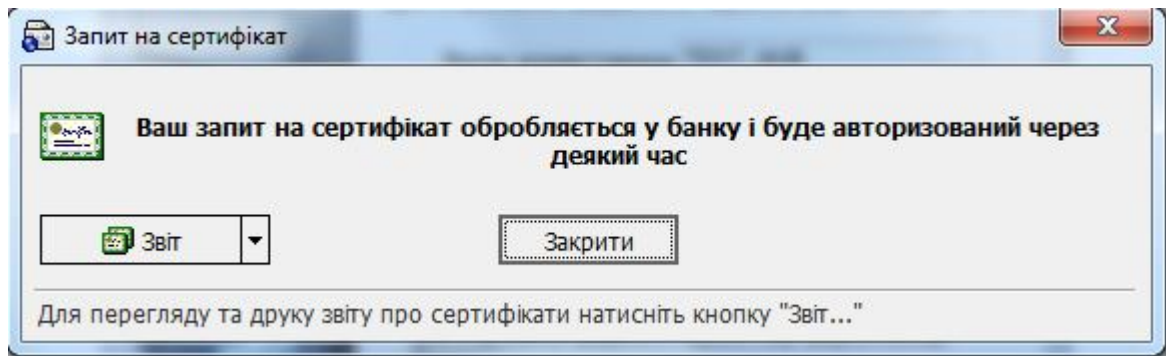 Запит на сертифікат
Ваш запит на сертифікат обробляється у банку і буде авторизований через
деякий час
Звіт
Закрити
Для перегляду та друку звіту про сертифікати натисніть кнопку "Звіт..."